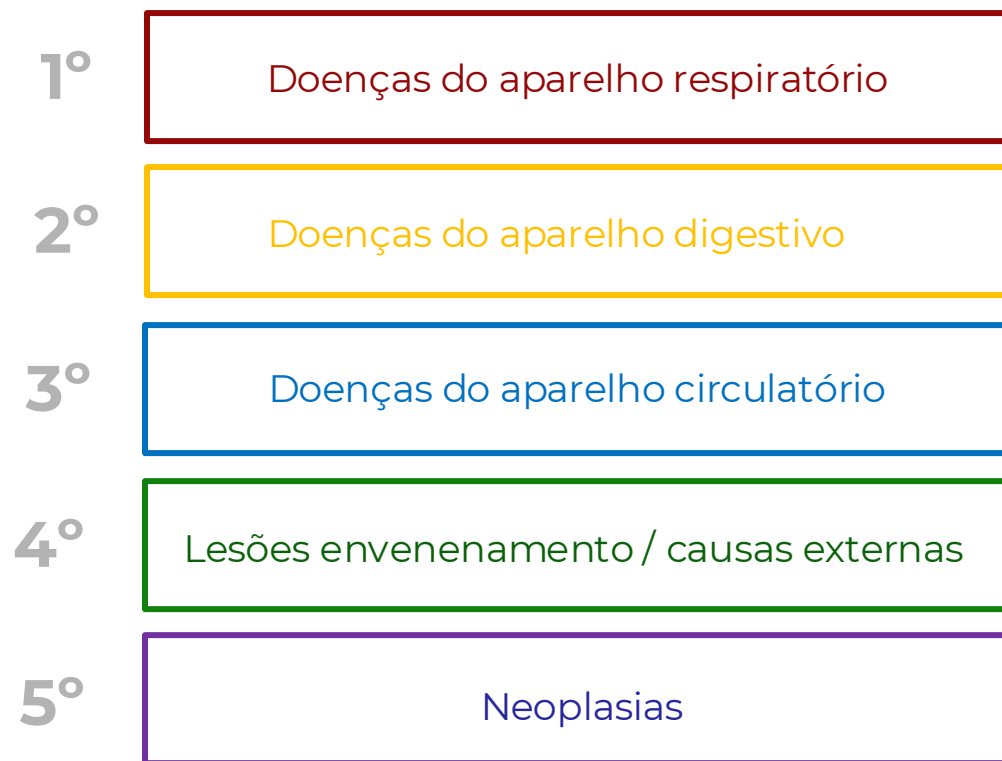 1º Doenças do aparelho respiratório
2º Doenças do aparelho digestivo
3º Doenças do aparelho circulatório
4º Lesões envenenamento / causas externas
5º Neoplasias